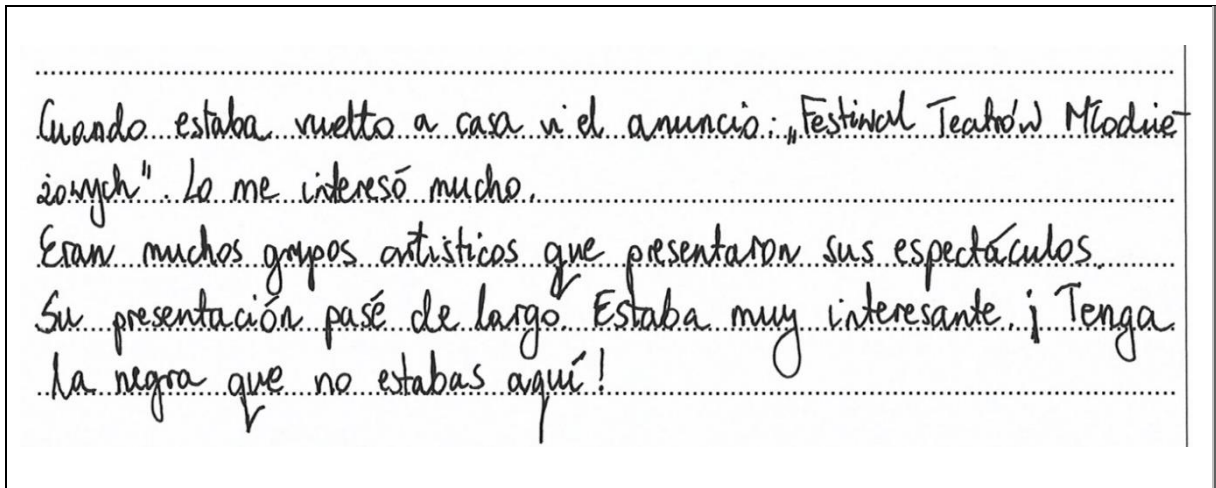 Cuando estaba vuelto a casa vi el anuncio: „Festiwal Teatrów Młodzie-
żowych". Lo me interesó mucho.
Eran muchos grupos artisticos que presentaron sus espectáculos.
Su presentación pasé de largo. Estaba muy interesante. ¡Tenga
la negra que no estabas aquí!